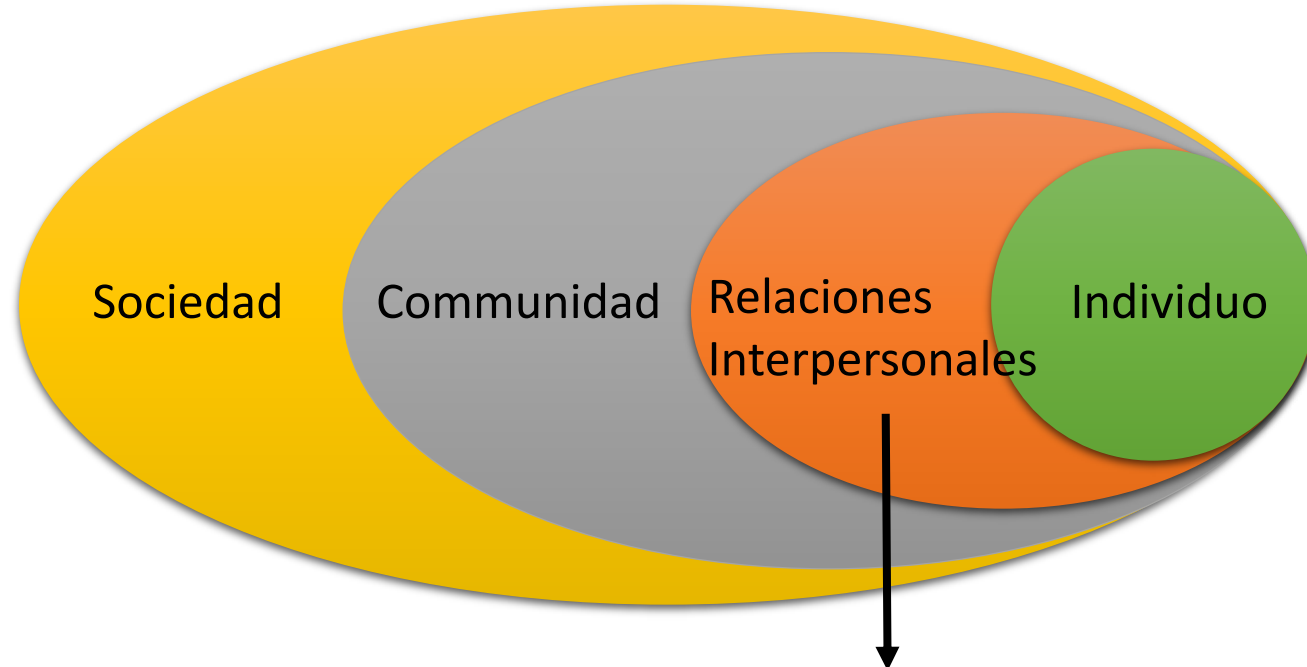 Sociedad
Communidad
Relaciones
Interpersonales
Individuo